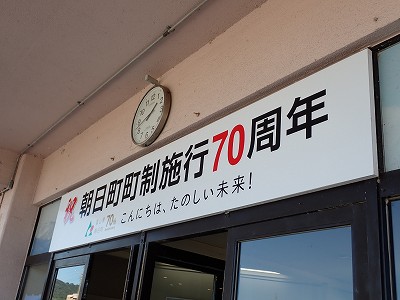 祝 朝日町町制施行70周年
70th こんにちは、たのしい未来!